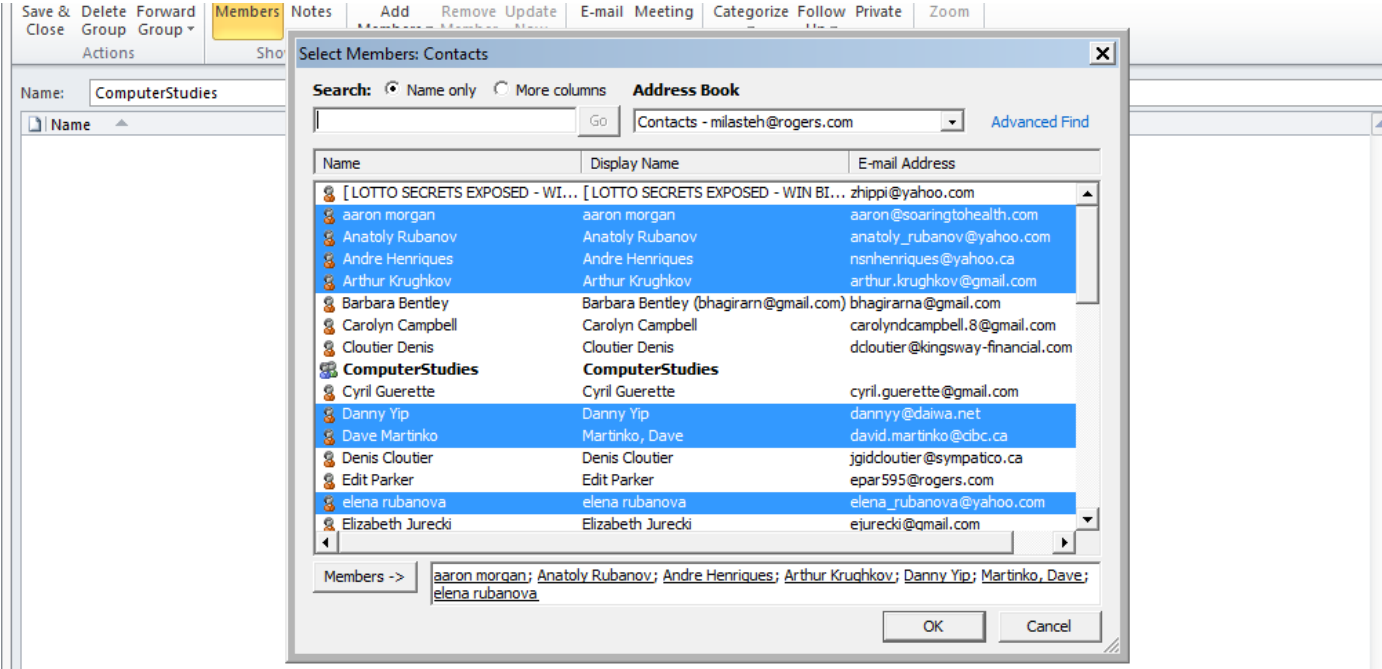 Save & Delete Forward Members Notes Add Remove Update E-mail Meeting Categorize Follow Private Zoom
Close Group Group Members Member Now Up
Actions Sho
Select Members: Contacts
Name: ComputerStudies
Name
Search: Name only More columns Address Book
Go Contacts - milasteh@rogers.com Advanced Find
Name Display Name E-mail Address
[ LOTTO SECRETS EXPOSED - WI... [ LOTTO SECRETS EXPOSED - WIN BI... zhippi@yahoo.com
aaron morgan aaron morgan aaron@soaringtohealth.com
Anatoly Rubanov Anatoly Rubanov anatoly_rubanov@yahoo.com
Andre Henriques Andre Henriques nsnhenriques@yahoo.ca
Arthur Krughkov Arthur Krughkov arthur.krughkov@gmail.com
Barbara Bentley Barbara Bentley (bhagirarn@gmail.com) bhagirarna@gmail.com
Carolyn Campbell Carolyn Campbell carolyndcampbell.8@gmail.com
Cloutier Denis Cloutier Denis dcloutier@kingsway-financial.com
ComputerStudies ComputerStudies
Cyril Guerette Cyril Guerette cyril.guerette@gmail.com
Danny Yip Danny Yip dannyy@daiwa.net
Dave Martinko Martinko, Dave david.martinko@cibc.ca
Denis Cloutier Denis Cloutier jgidcloutier@sympatico.ca
Edit Parker Edit Parker epar595@rogers.com
elena rubanova elena rubanova elena_rubanova@yahoo.com
Elizabeth Jurecki Elizabeth Jurecki ejurecki@gmail.com
Members -> aaron morgan; Anatoly Rubanov; Andre Henriques; Arthur Krughkov; Danny Yip; Martinko, Dave;
elena rubanova
OK Cancel